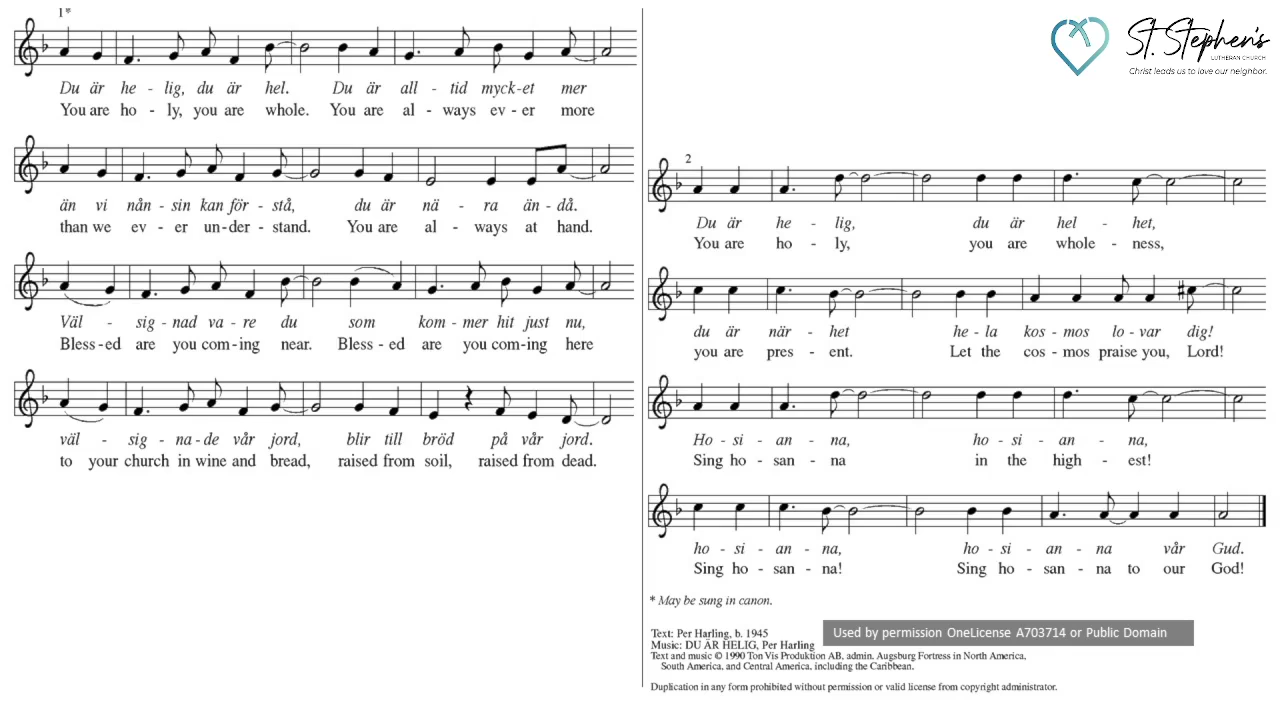 1*
Du är he - lig, du är hel. Du är all - tid myck-et mer
You are ho - ly, you are whole. You are al - ways ev - er more
än vi nån - sin kan för - stå, du är nä - ra än - då.
than we ev - er un-der - stand. You are al - ways at hand.
Väl - sig - nad va - re du som kom - mer hit just nu,
Bless - ed are you com - ing near. Bless - ed are you com - ing here
väl - sig - na - de vår jord, blir till bröd på vår jord.
to your church in wine and bread, raised from soil, raised from dead.
St. Stephen's
LUTHERAN CHURCH
Christ leads us to love our neighbor.
2
Du är he - lig, du är hel - het,
You are ho - ly, you are whole - ness,
du är när - het he - la kos - mos lo - var dig!
you are pres - ent. Let the cos - mos praise you, Lord!
Ho - si - an - na, ho - si - an - na,
Sing ho - san - na in the high - est!
ho - si - an - na, ho - si - an - na vår Gud.
Sing ho - san - na! Sing ho - san - na to our God!
* May be sung in canon.
Text: Per Harling, b. 1945
Music: DU ÄR HELIG, Per Harling
Used by permission OneLicense A703714 or Public Domain
Text and music © 1990 Ton Vis Produktion AB, admin. Augsburg Fortress in North America,
South America, and Central America, including the Caribbean.
Duplication in any form prohibited without permission or valid license from copyright administrator.